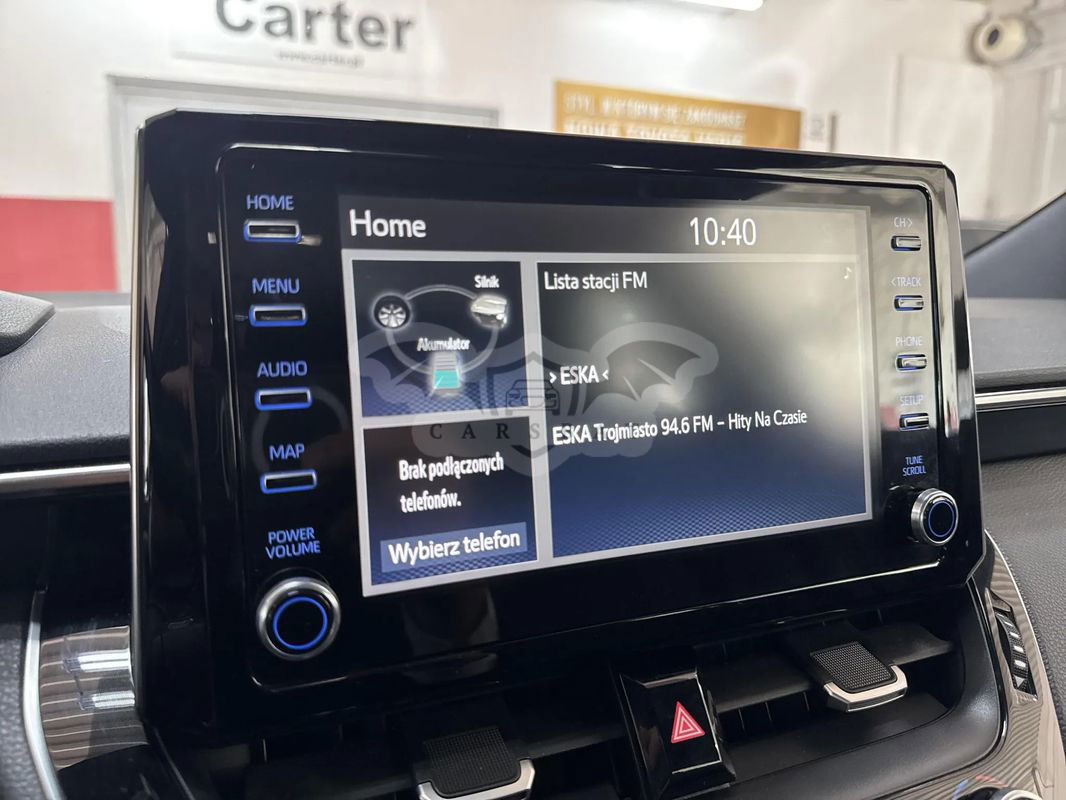 Carter
HOME
Home
10:40
CH>
Silnik
Lista stacji FM
<TRACK
MENU
Akumulator
PHONE
AUDIO
> ESKA <
SETUP
CARS
ESKA Trojmiasto 94.6 FM – Hity Na Czasie
MAP
Brak podłączonych
telefonów.
TUNE
SCROLL
POWER
VOLUME
Wybierz telefon